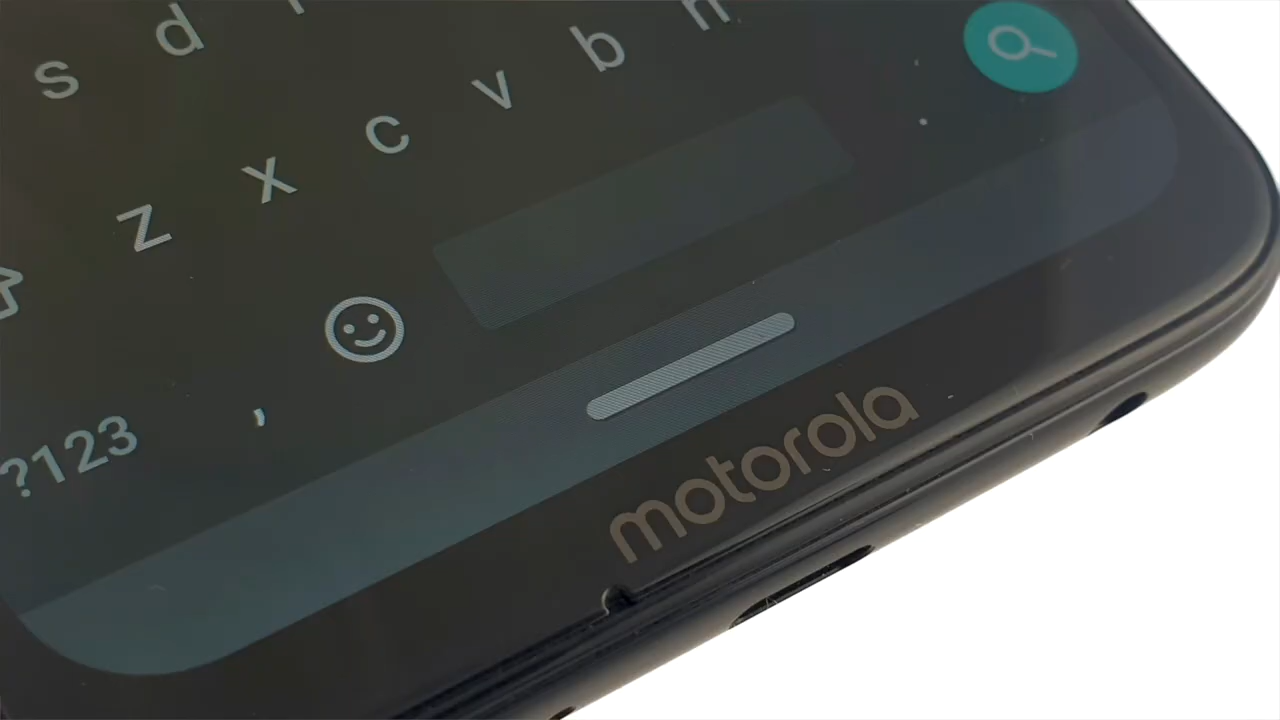 s d
z x c v b n
?123 , .
motorola